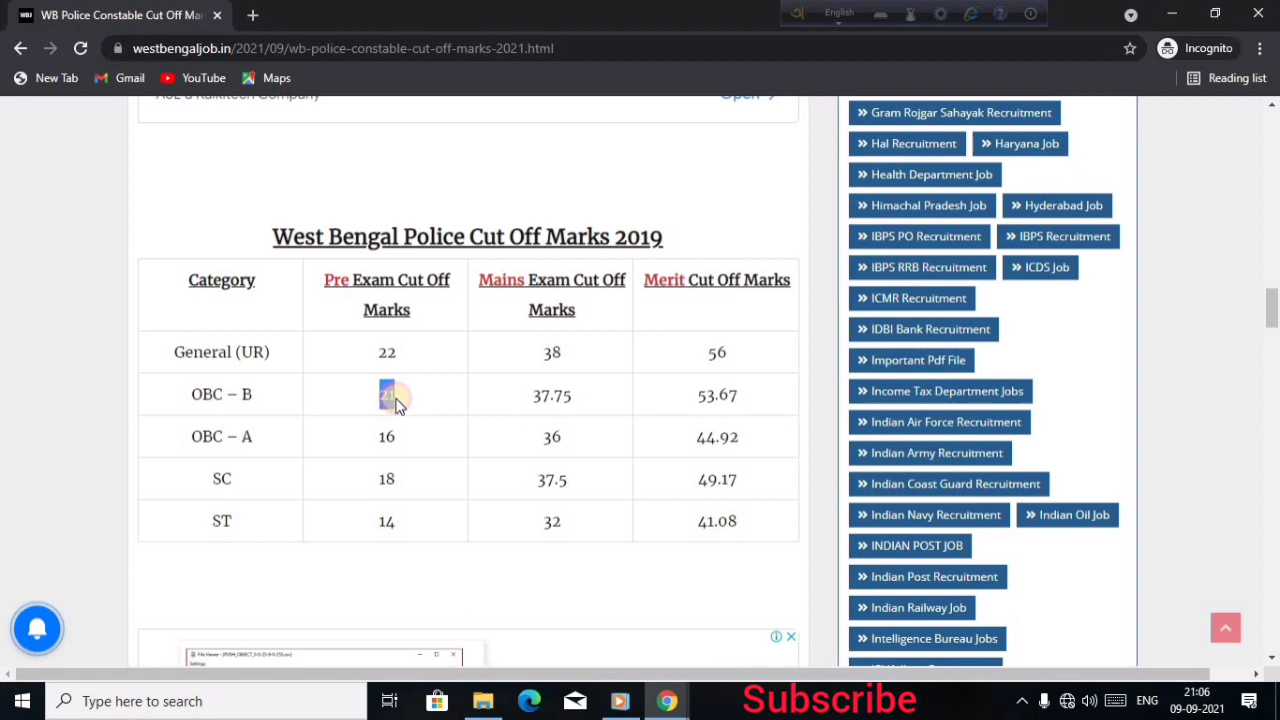 WB Police Constable Cut Off Ma
English
westbengaljob.in/2021/09/wb-police-constable-cut-off-marks-2021.html
Incognito
New Tab
Gmail
YouTube
Maps
Reading list
West Bengal Police Cut Off Marks 2019
Category Pre Exam Cut Off Marks Mains Exam Cut Off Marks Merit Cut Off Marks
General (UR) 22 38 56
OBC – B 21 37.75 53.67
OBC – A 16 36 44.92
SC 18 37.5 49.17
ST 14 32 41.08
Gram Rojgar Sahayak Recruitment
Hal Recruitment
Haryana Job
Health Department Job
Himachal Pradesh Job
Hyderabad Job
IBPS PO Recruitment
IBPS Recruitment
IBPS RRB Recruitment
ICDS Job
ICMR Recruitment
IDBI Bank Recruitment
Important Pdf File
Income Tax Department Jobs
Indian Air Force Recruitment
Indian Army Recruitment
Indian Coast Guard Recruitment
Indian Navy Recruitment
Indian Oil Job
INDIAN POST JOB
Indian Post Recruitment
Indian Railway Job
Intelligence Bureau Jobs
Type here to search
Subscribe
ENG
21:06
09-09-2021